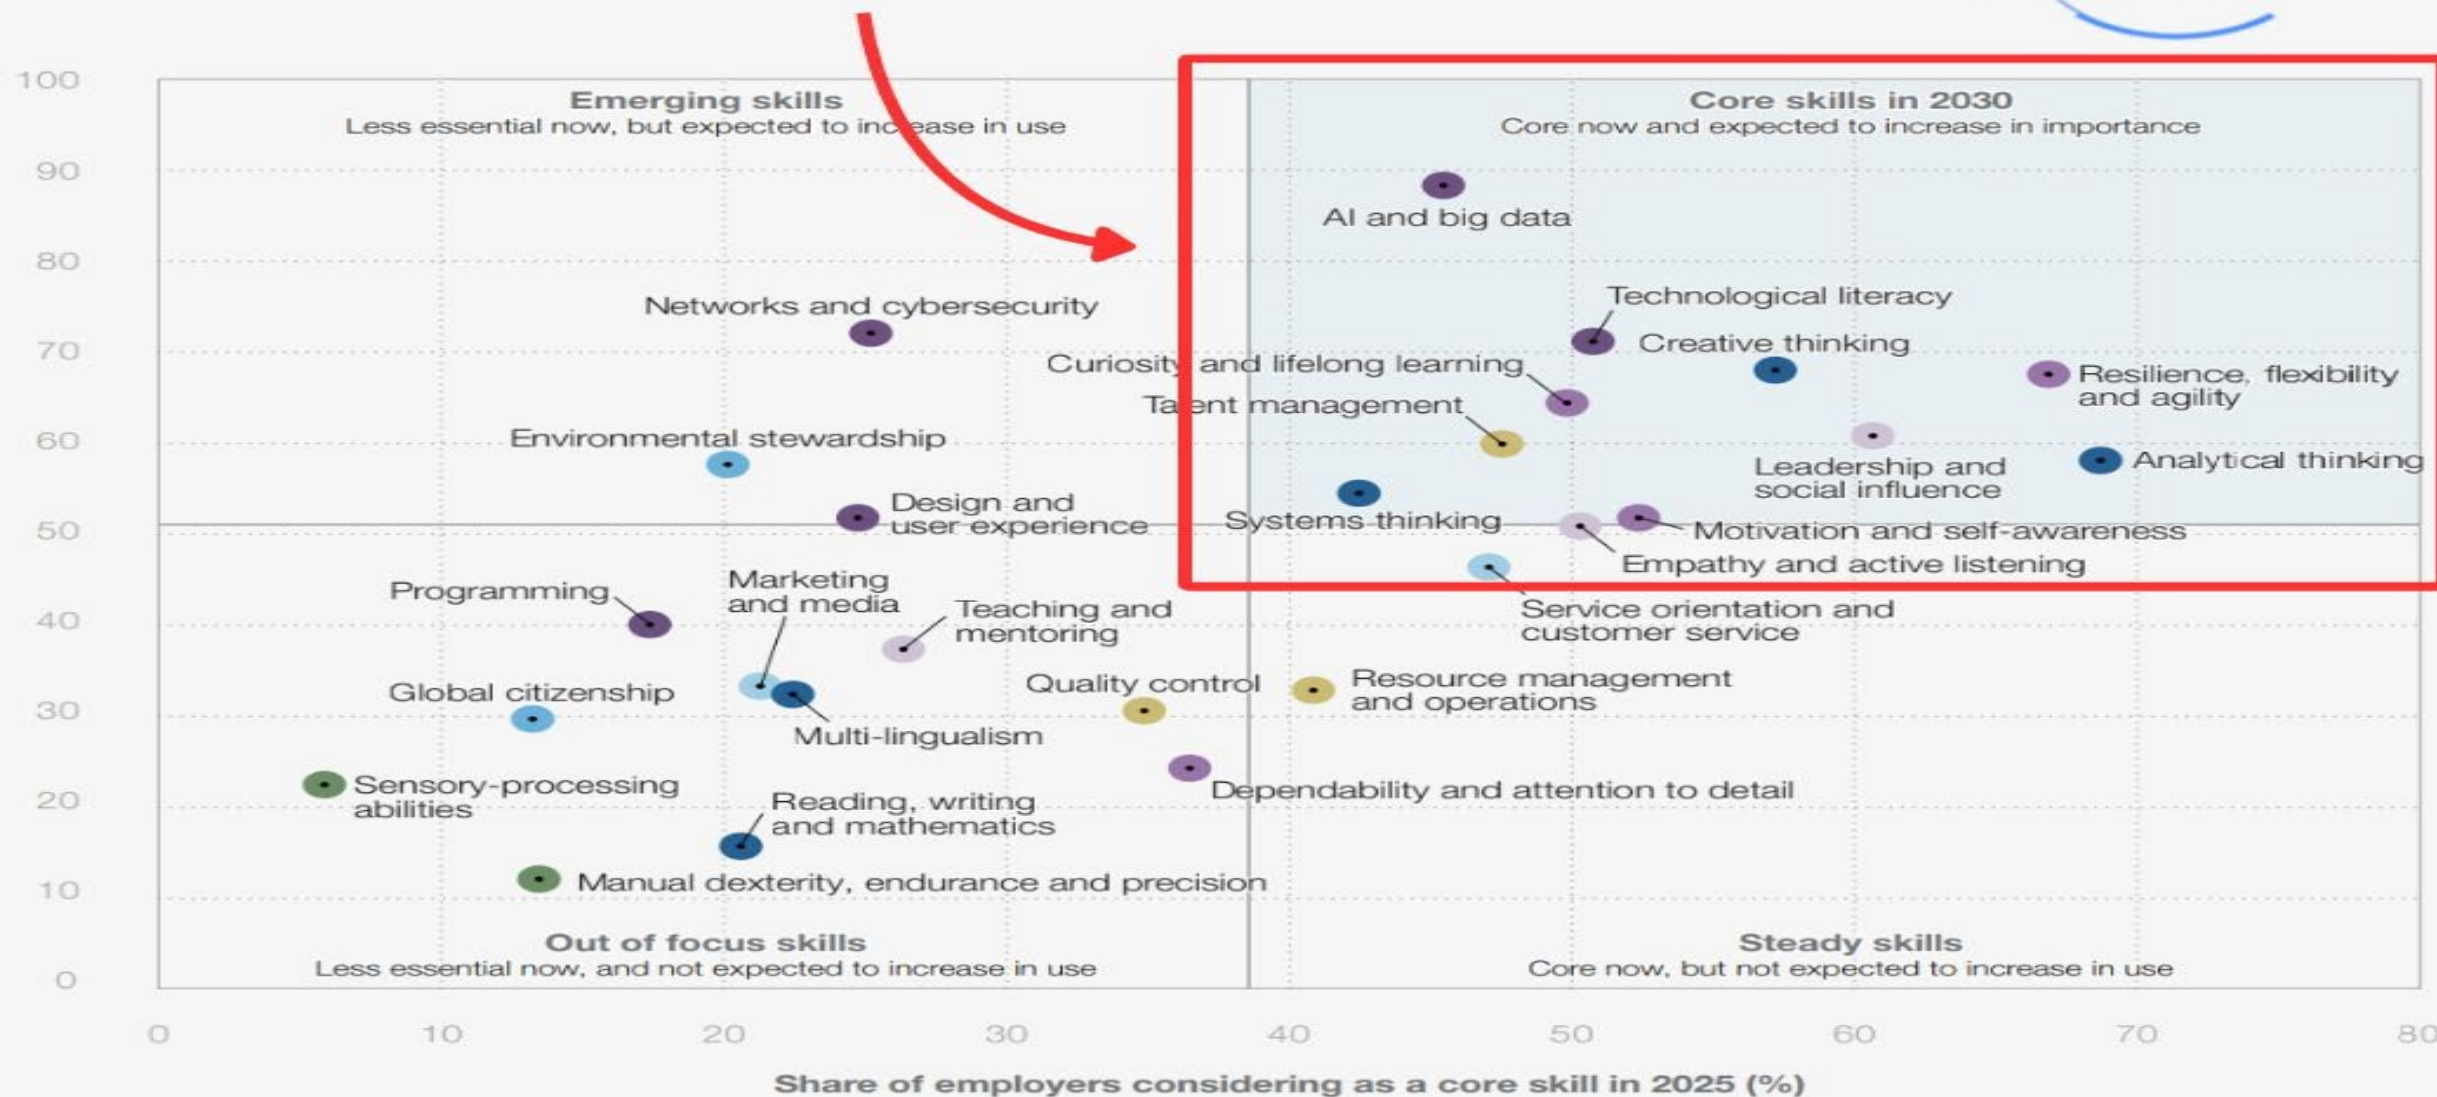 100
Emerging skills
Less essential now, but expected to increase in use
Core skills in 2030
Core now and expected to increase in importance
90
AI and big data
80
Technological literacy
Networks and cybersecurity
Creative thinking
70
Curiosity and lifelong learning
Resilience, flexibility
and agility
Talent management
60
Environmental stewardship
Leadership and
social influence
Analytical thinking
Design and
user experience
Systems thinking
50
Motivation and self-awareness
Empathy and active listening
Programming
Marketing
and media
Teaching and
mentoring
Service orientation and
customer service
40
Global citizenship
Quality control
Resource management
and operations
30
Multi-lingualism
Sensory-processing
abilities
Dependability and attention to detail
20
Reading, writing
and mathematics
10
Manual dexterity, endurance and precision
Out of focus skills
Less essential now, and not expected to increase in use
Steady skills
Core now, but not expected to increase in use
0
0 10 20 30 40 50 60 70 80
Share of employers considering as a core skill in 2025 (%)